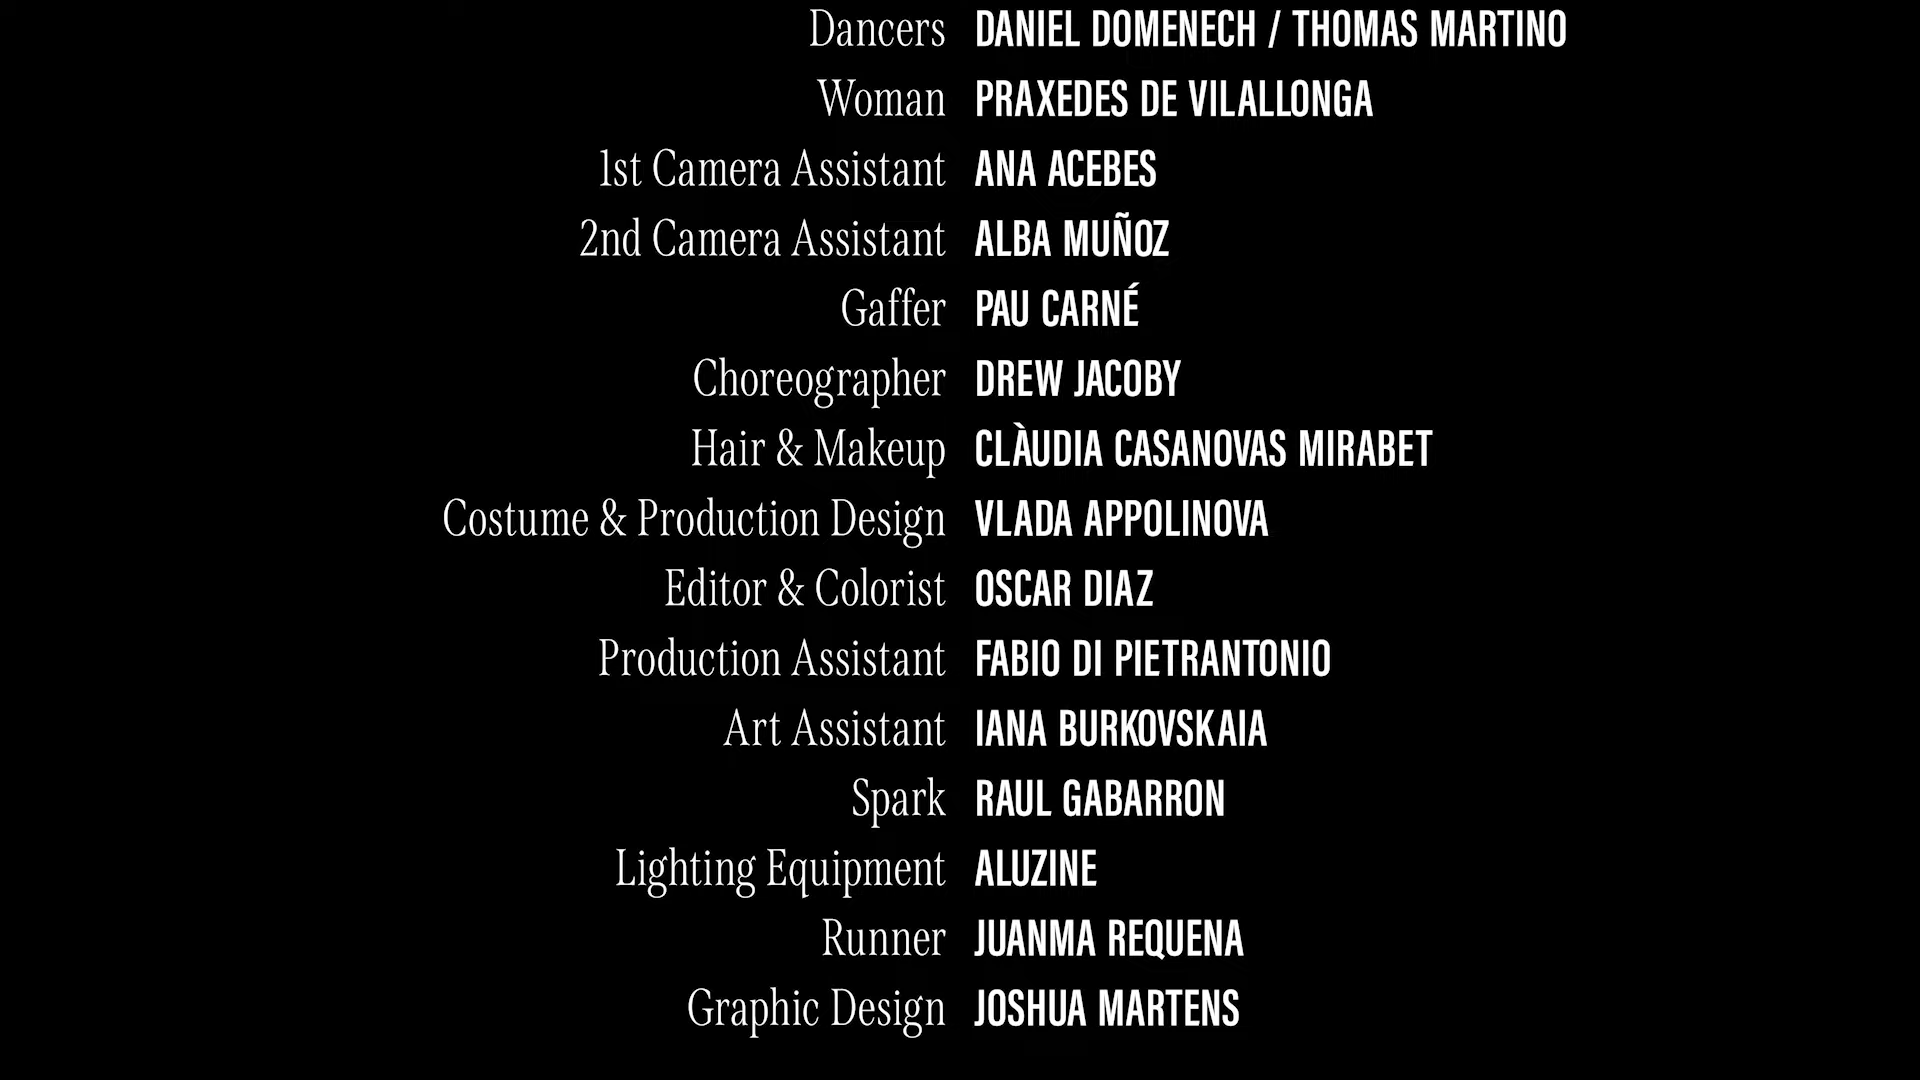 Dancers DANIEL DOMENECH / THOMAS MARTINO
Woman PRAXEDES DE VILALLONGA
1st Camera Assistant ANA ACEBES
2nd Camera Assistant ALBA MUÑOZ
Gaffer PAU CARNÉ
Choreographer DREW JACOBY
Hair & Makeup CLÀUDIA CASANOVAS MIRABET
Costume & Production Design VLADA APPOLINOVA
Editor & Colorist OSCAR DIAZ
Production Assistant FABIO DI PIETRANTONIO
Art Assistant IANA BURKOVSKAIA
Spark RAUL GABARRON
Lighting Equipment ALUZINE
Runner JUANMA REQUENA
Graphic Design JOSHUA MARTENS